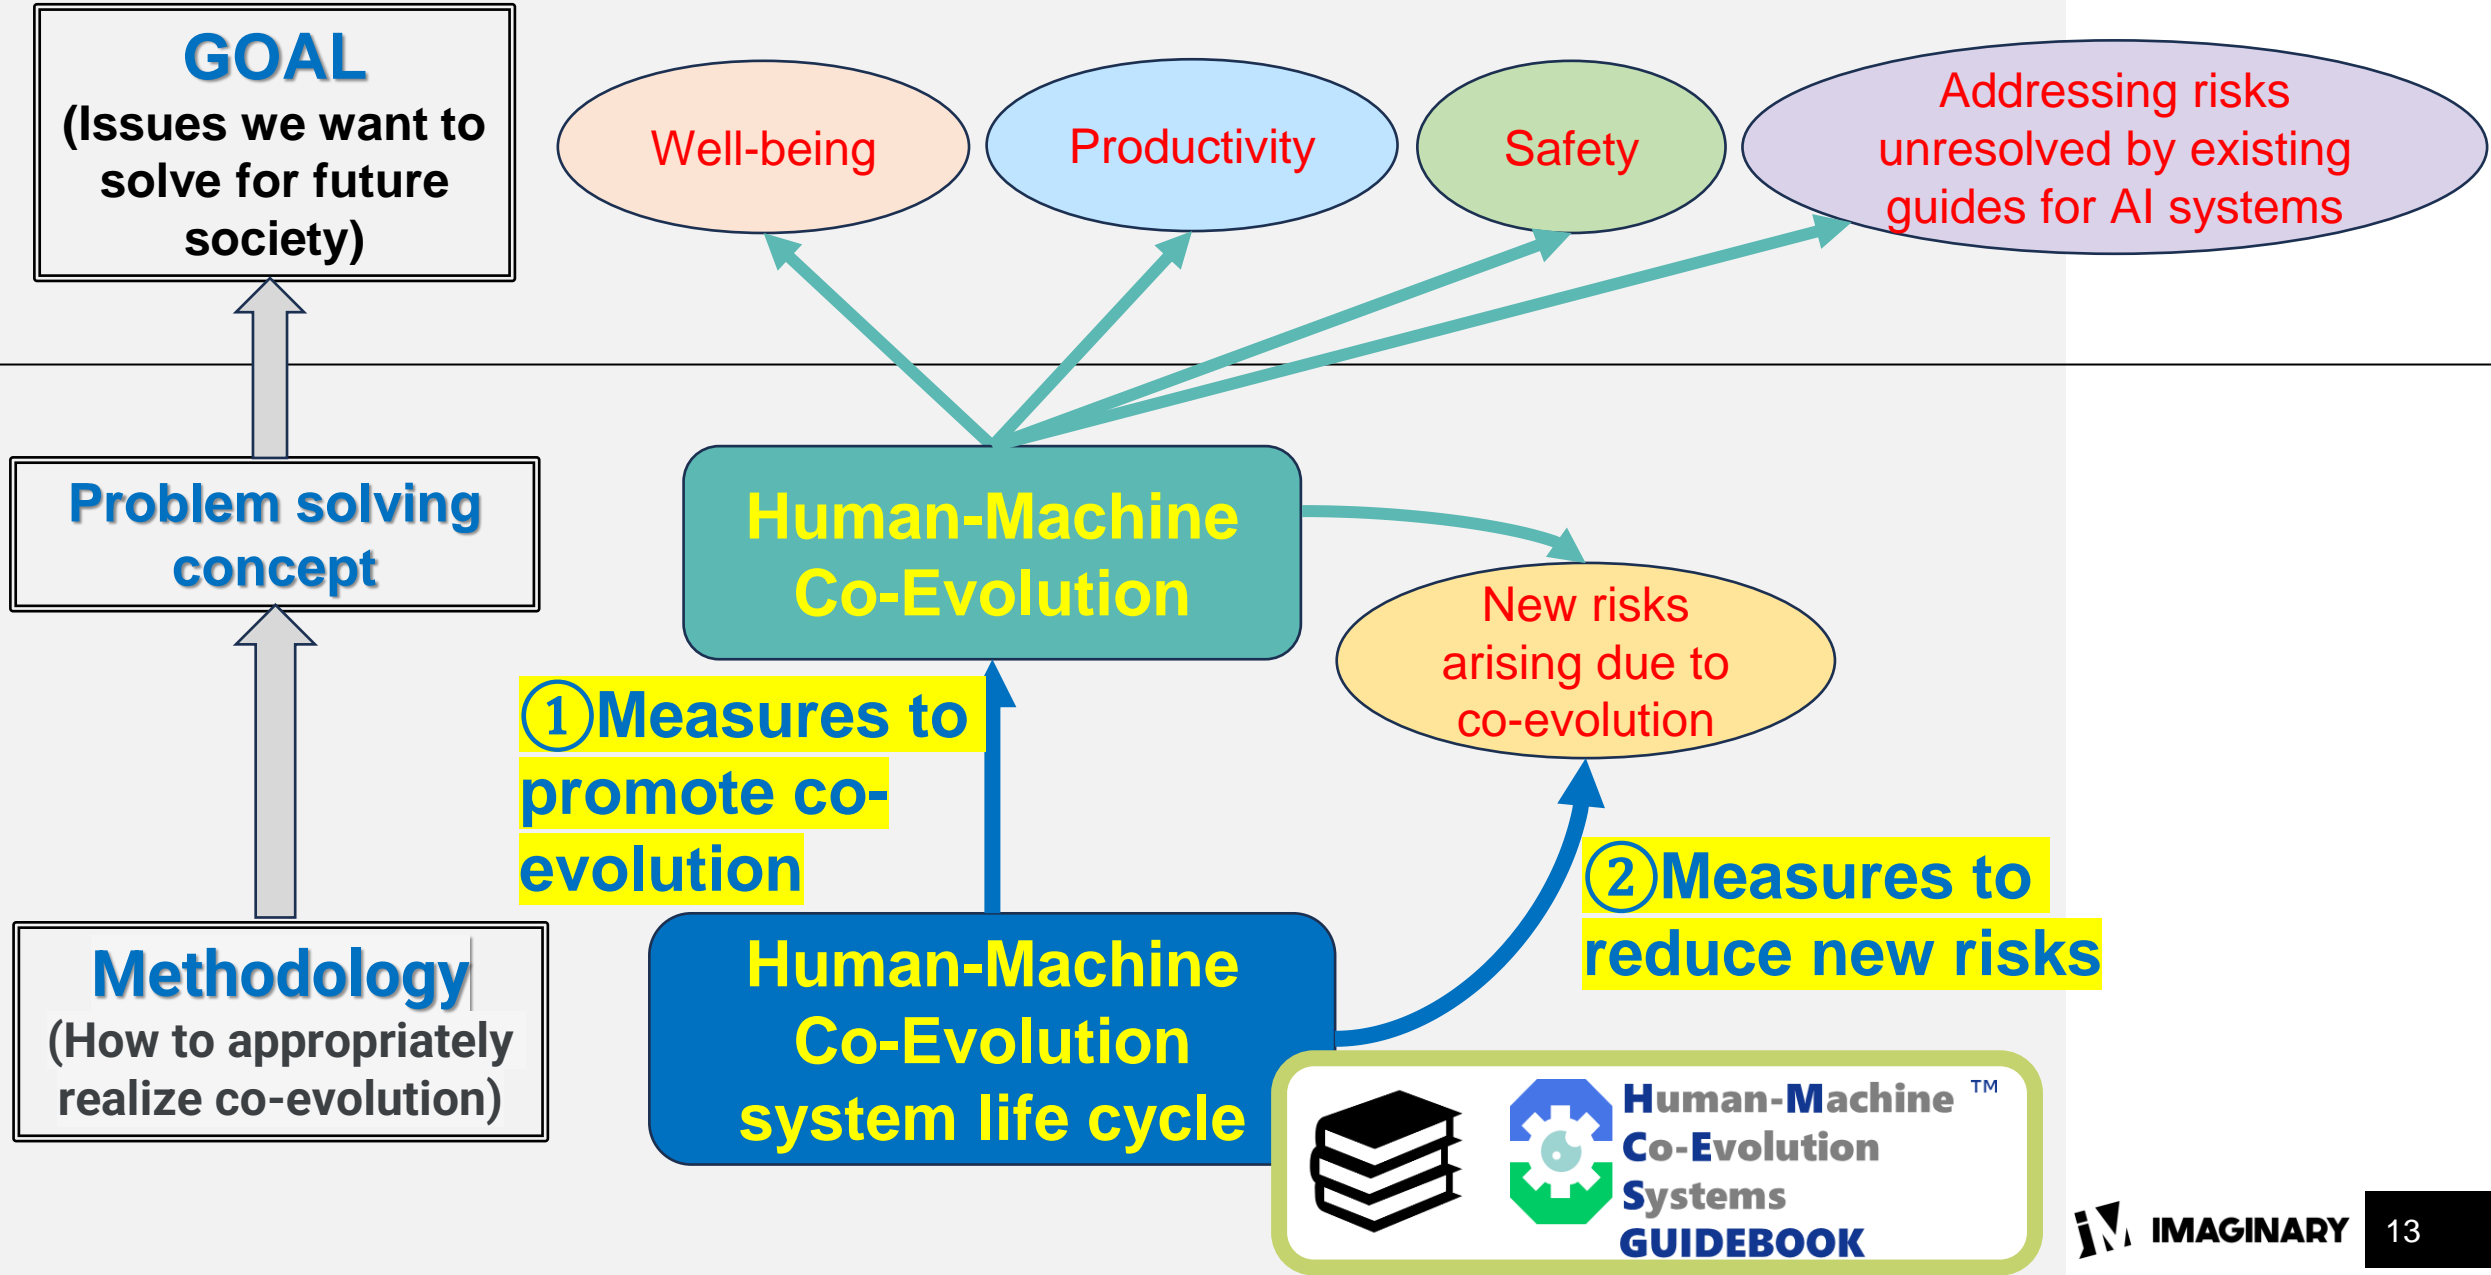 GOAL
(Issues we want to
solve for future
society)
Well-being
Productivity
Safety
Addressing risks
unresolved by existing
guides for AI systems
Problem solving
concept
Human-Machine
Co-Evolution
New risks
arising due to
co-evolution
①Measures to
promote co-
evolution
②Measures to
reduce new risks
Methodology
(How to appropriately
realize co-evolution)
Human-Machine
Co-Evolution
system life cycle
Human-Machine ™
Co-Evolution
Systems
GUIDEBOOK
IMAGINARY
13